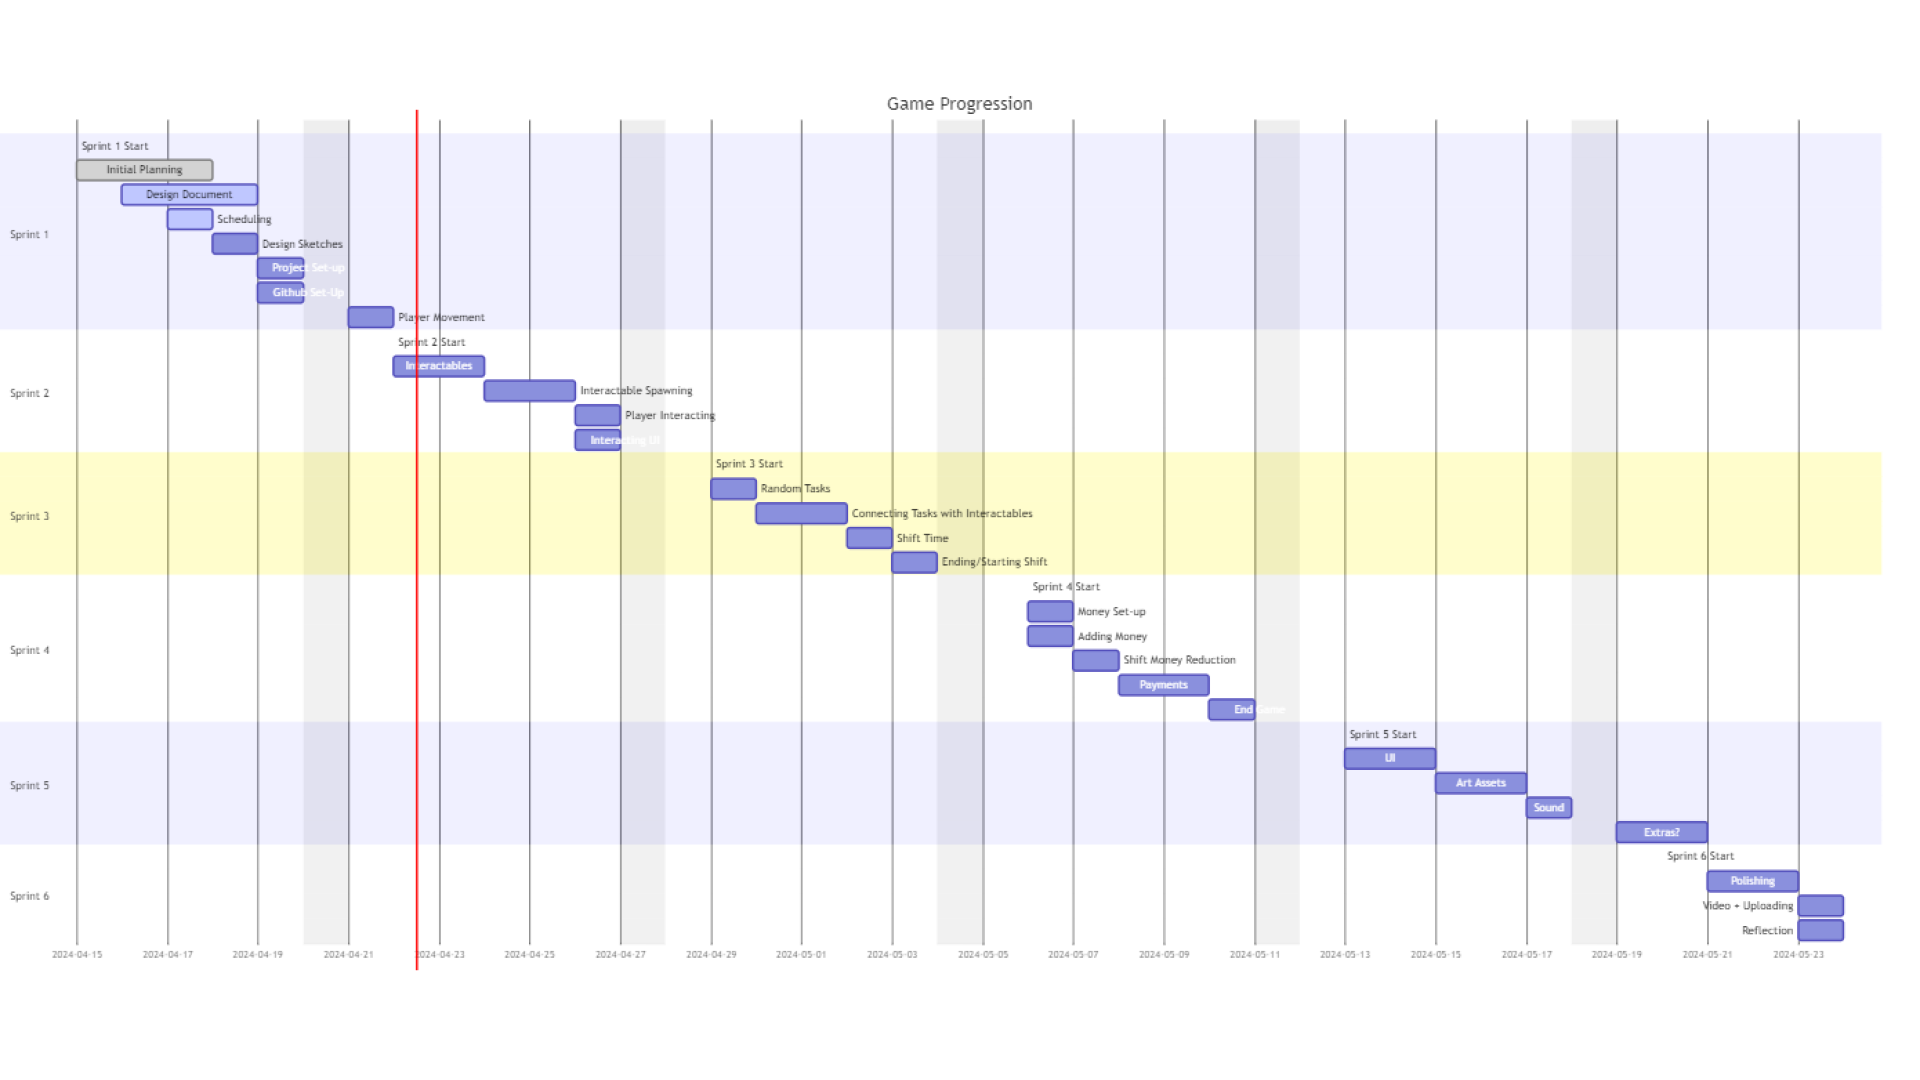 Game Progression
Sprint 1 Start
Initial Planning
Design Document
Scheduling
Sprint 1
Design Sketches
Project Set-up
Github Set-Up
Player Movement
Sprint 2 Start
Interactables
Sprint 2
Interactable Spawning
Player Interacting
Interacting UI
Sprint 3 Start
Random Tasks
Sprint 3
Connecting Tasks with Interactables
Shift Time
Ending/Starting Shift
Sprint 4 Start
Money Set-up
Adding Money
Sprint 4
Shift Money Reduction
Payments
End Game
Sprint 5 Start
UI
Sprint 5
Art Assets
Sound
Extras?
Sprint 6 Start
Polishing
Sprint 6
Video + Uploading
Reflection
2024-04-15 2024-04-17 2024-04-19 2024-04-21 2024-04-23 2024-04-25 2024-04-27 2024-04-29 2024-05-01 2024-05-03 2024-05-05 2024-05-07 2024-05-09 2024-05-11 2024-05-13 2024-05-15 2024-05-17 2024-05-19 2024-05-21 2024-05-23